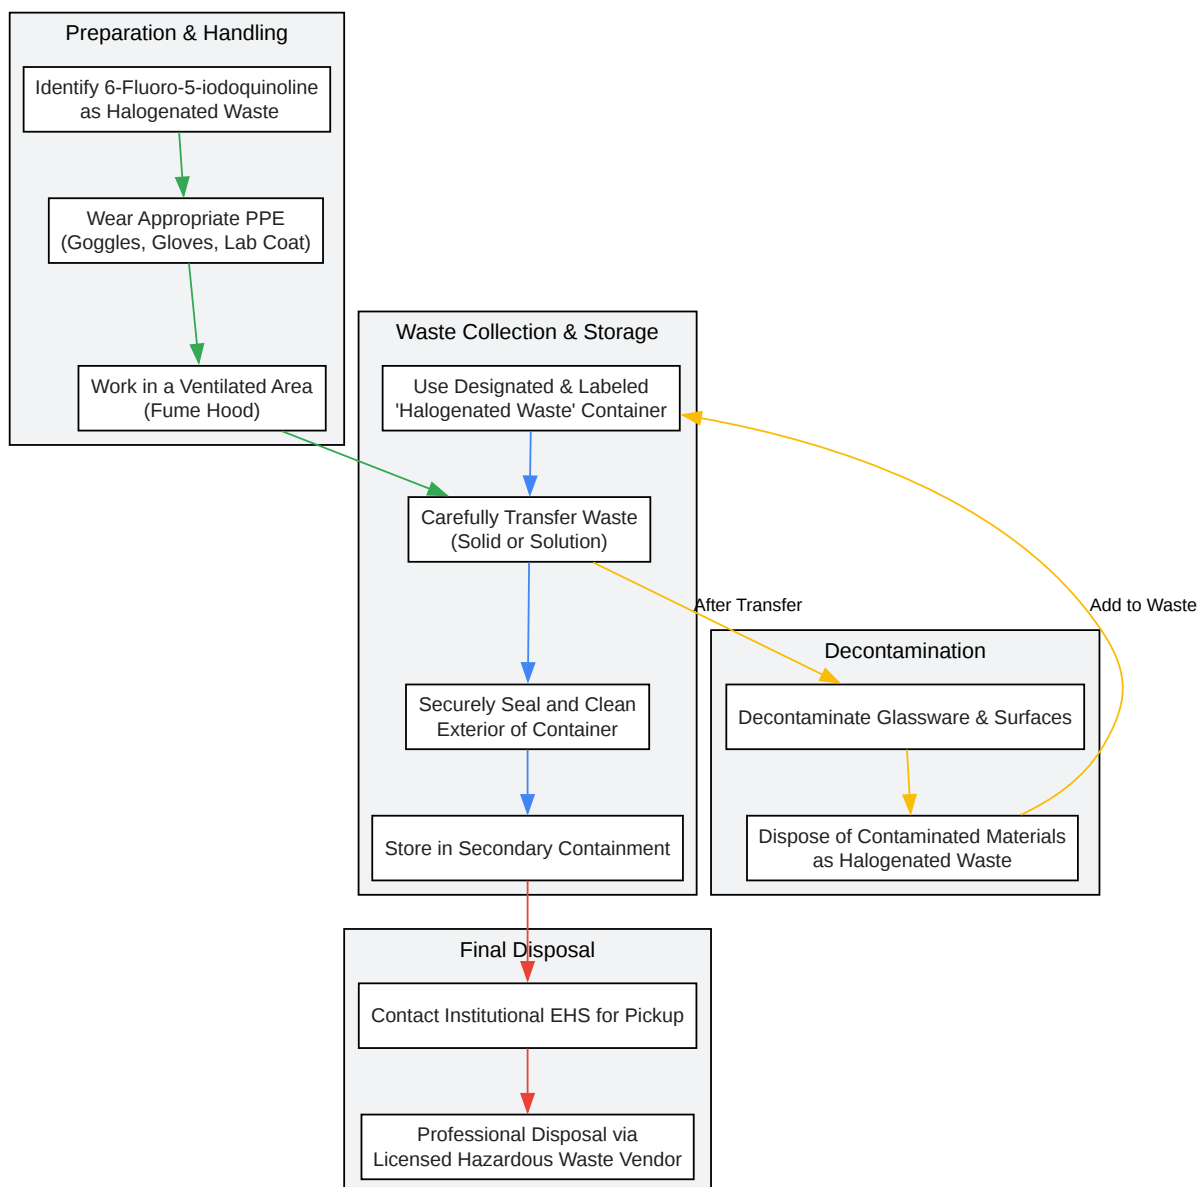 Preparation & Handling
Identify 6-Fluoro-5-iodoquinoline
as Halogenated Waste
Wear Appropriate PPE
(Goggles, Gloves, Lab Coat)
Work in a Ventilated Area
(Fume Hood)
Waste Collection & Storage
Use Designated & Labeled
'Halogenated Waste' Container
Carefully Transfer Waste
(Solid or Solution)
Securely Seal and Clean
Exterior of Container
Store in Secondary Containment
After Transfer
Add to Waste
Decontamination
Decontaminate Glassware & Surfaces
Dispose of Contaminated Materials
as Halogenated Waste
Final Disposal
Contact Institutional EHS for Pickup
Professional Disposal via
Licensed Hazardous Waste Vendor